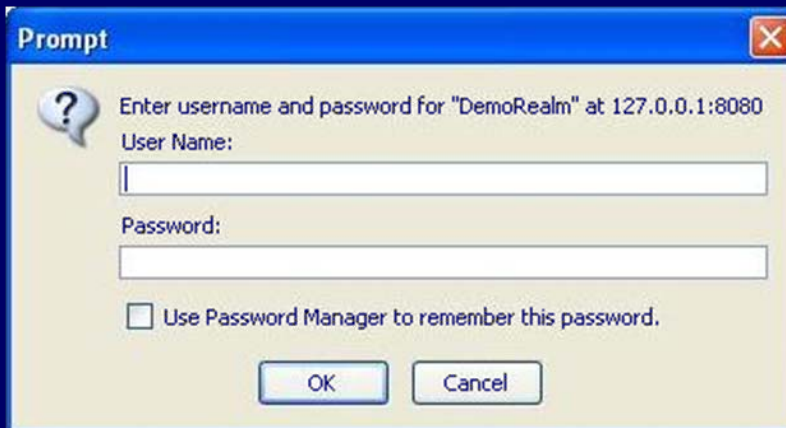 Prompt
Enter username and password for "DemoRealm" at 127.0.0.1:8080
User Name:
Password:
Use Password Manager to remember this password.
OK
Cancel